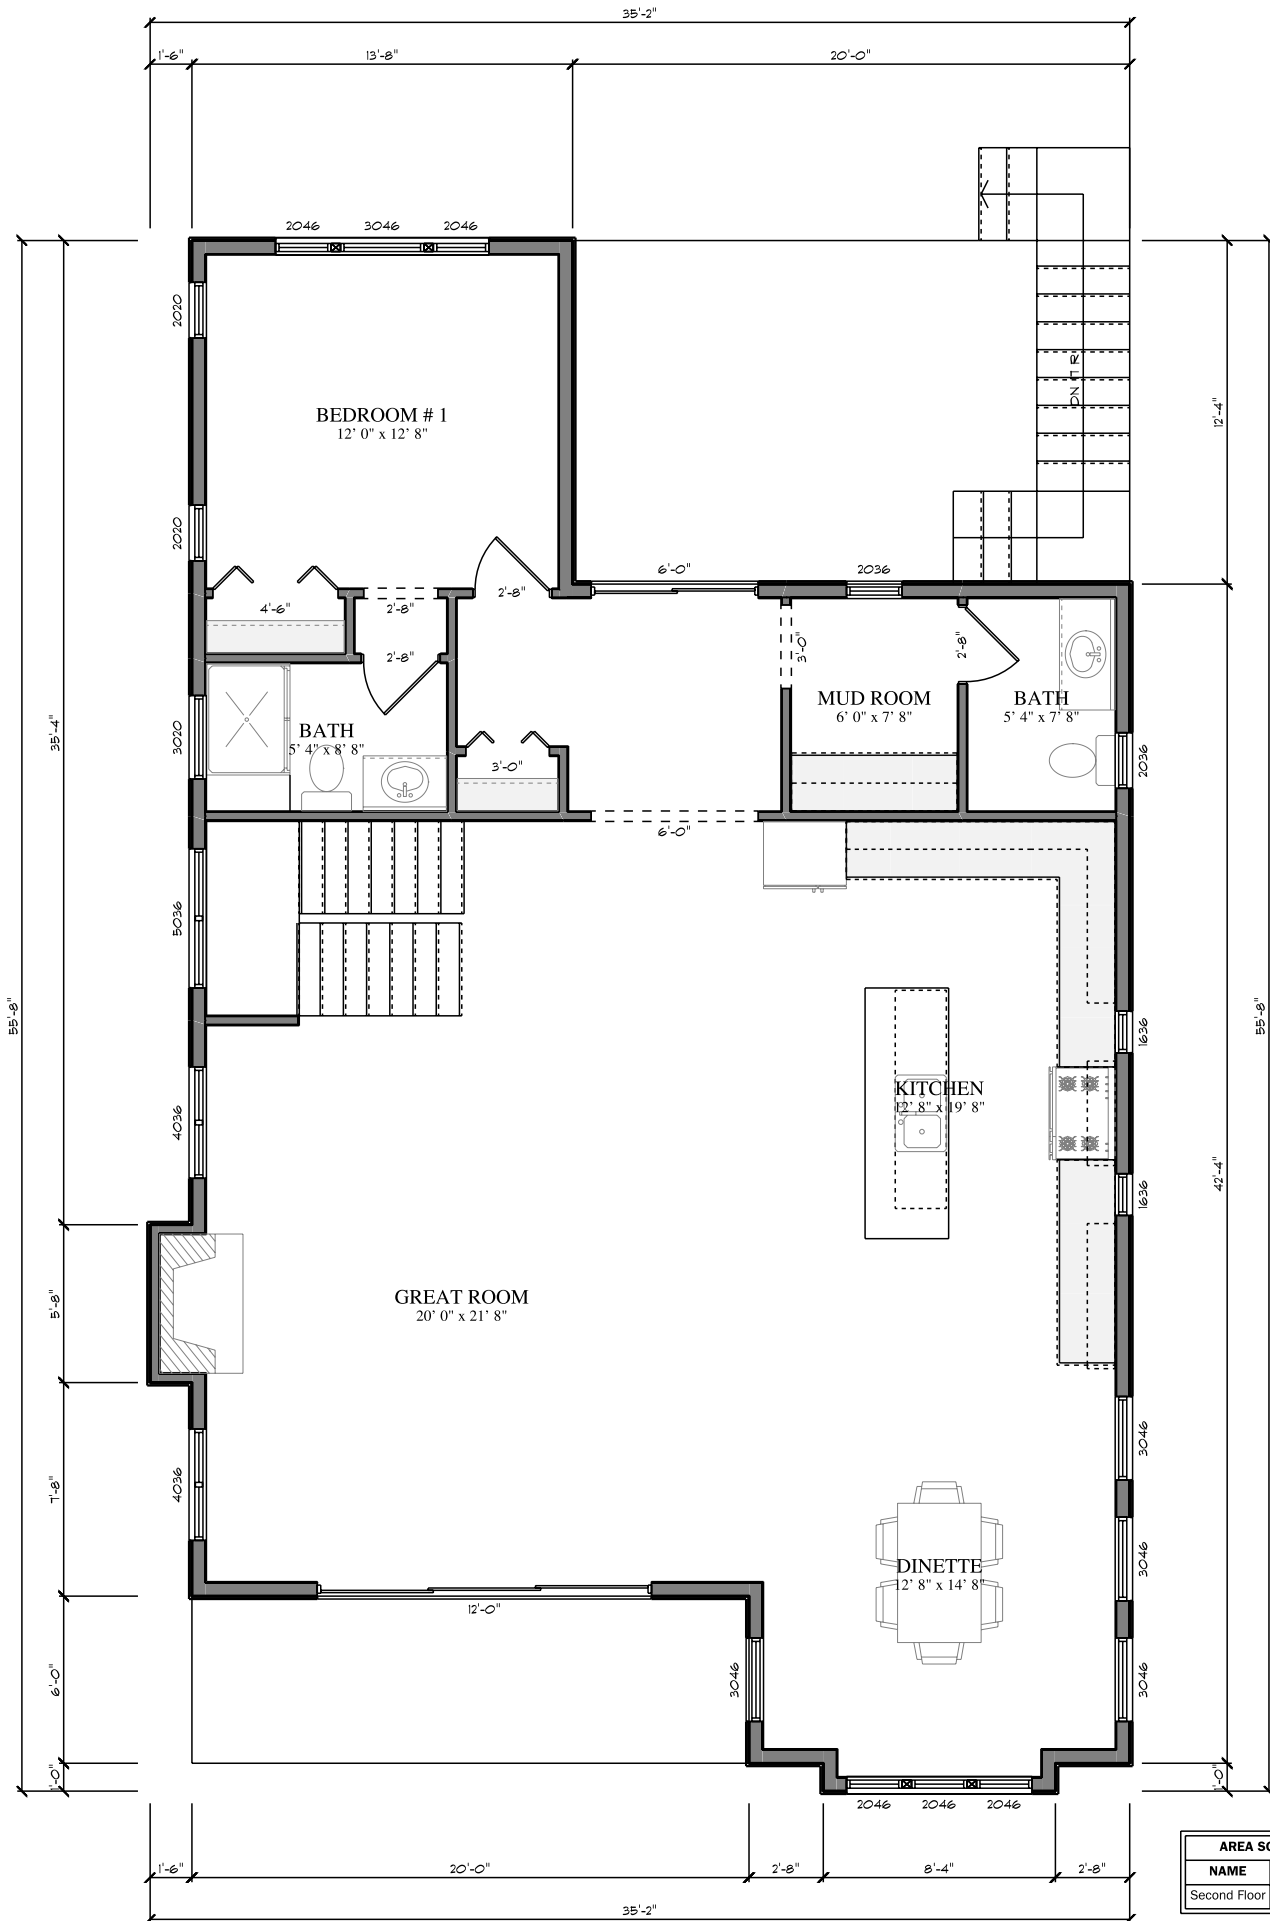 35'-2"
1'-6"
13'-8"
20'-0"
2046 3046 2046
2020
BEDROOM # 1
12' 0" x 12' 8"
DN 17 R
12'-4"
2020
6'-0"
2036
4'-6"
2'-8"
2'-8"
2'-8"
3'-0"
2'-8"
MUD ROOM
6' 0" x 7' 8"
BATH
5' 4" x 7' 8"
35'-4"
3020
BATH
5' 4" x 8' 8"
3'-0"
2036
6'-0"
5036
55'-8"
55'-8"
1636
KITCHEN
12' 8" x 19' 8"
4036
42'-4"
1636
GREAT ROOM
20' 0" x 21' 8"
5'-8"
3046
4036
7'-8"
DINETTE
12' 8" x 14' 8"
3046
12'-0"
6'-0"
3046
3046
1'-0"
1'-0"
2046 2046 2046
AREA SC
NAME
Second Floor
1'-6"
20'-0"
2'-8"
8'-4"
2'-8"
35'-2"